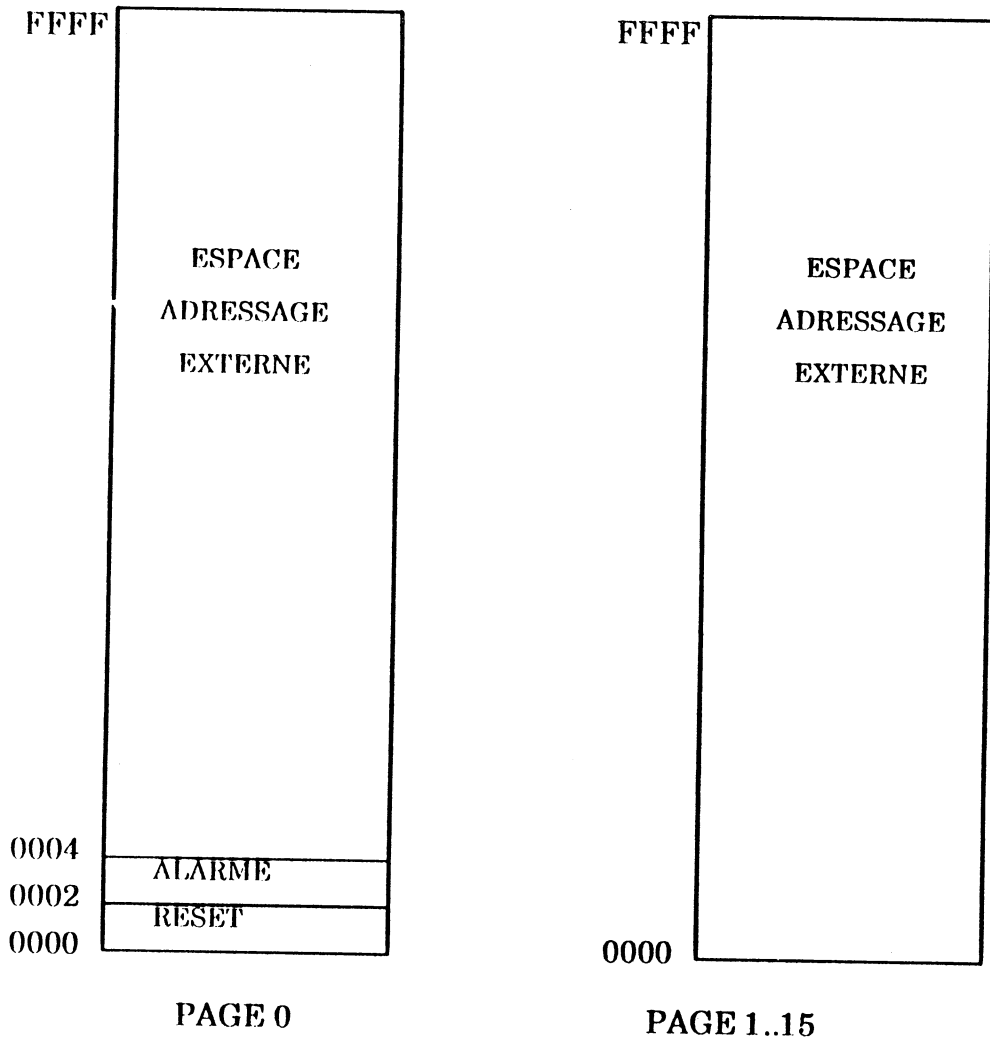 FFFF
ESPACE
ADRESSAGE
EXTERNE
0004
ALARME
0002
RESET
0000
PAGE 0
FFFF
ESPACE
ADRESSAGE
EXTERNE
0000
PAGE 1..15